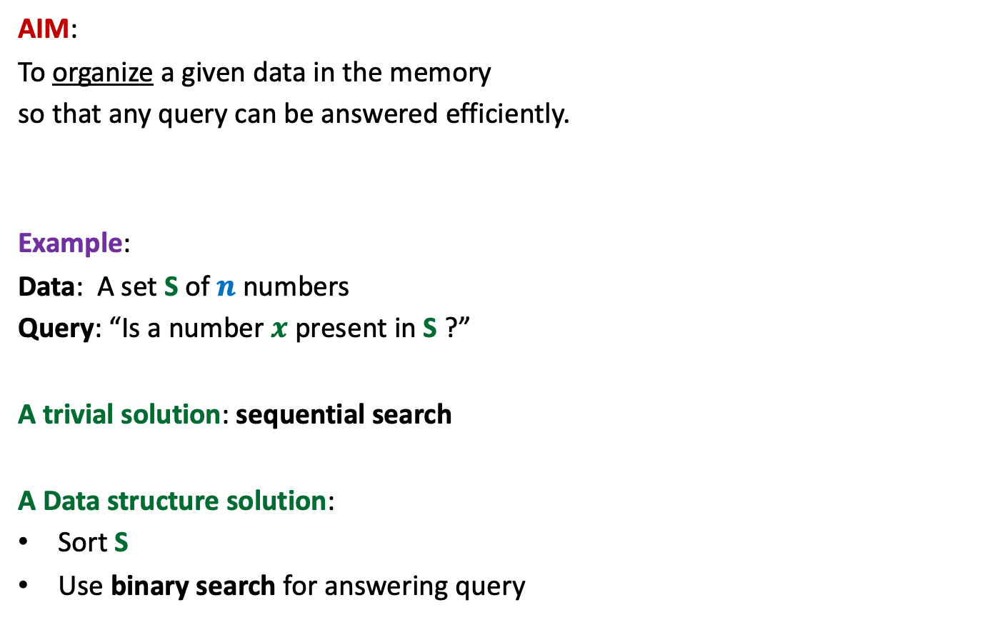 AIM:
To organize a given data in the memory
so that any query can be answered efficiently.
Example:
Data: A set S of n numbers
Query: “Is a number x present in S ?”
A trivial solution: sequential search
A Data structure solution:
• Sort S
• Use binary search for answering query